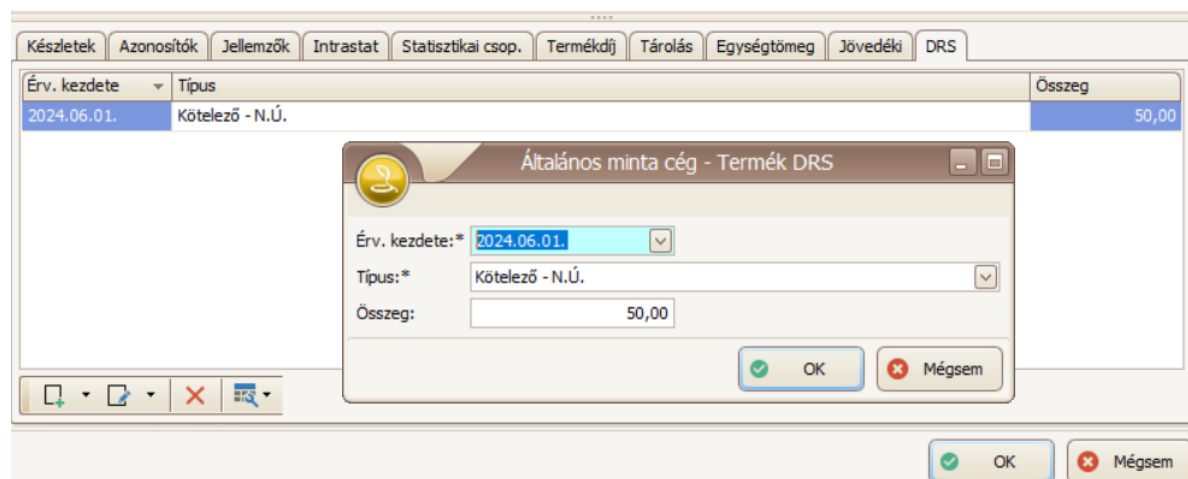 Készletek Azonosítók Jellemzők Intrastat Statisztikai csop. Termékdíj Tárolás Egységtömeg Jövedéki DRS
Érv. kezdete Típus Összeg
2024.06.01. Kötelező - N.Ú. 50,00
Általános minta cég - Termék DRS
Érv. kezdete:* 2024.06.01.
Típus:* Kötelező - N.Ú.
Összeg: 50,00
OK Mégsem
OK Mégsem